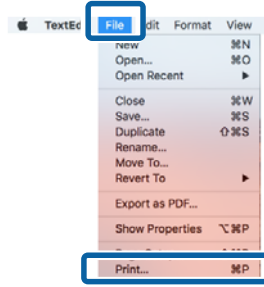 TextEd File dit Format View
New ⌘N
Open... ⌘O
Open Recent ▶
Close ⌘W
Save... ⌘S
Duplicate ⇧⌘S
Rename...
Move To...
Revert To ▶
Export as PDF...
Show Properties ⌥⌘P
Print... ⌘P